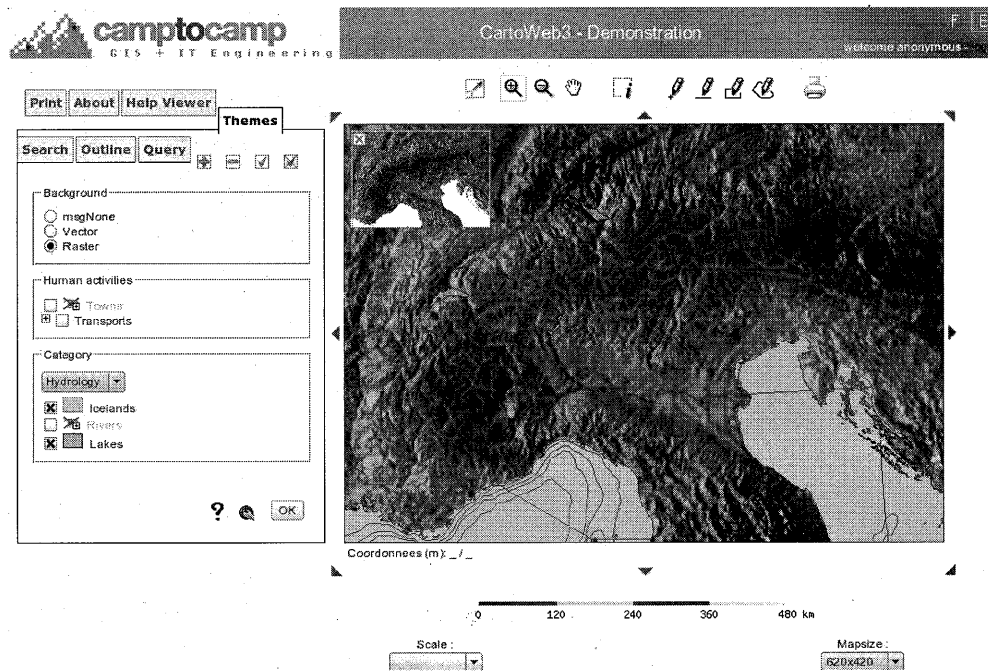 camptocamp
GIS + IT Engineering
CartoWeb3 - Demonstration
F E
welcome anonymous -
Print About Help Viewer
Themes
Search Outline Query
Background
msgNone
Vector
Raster
Human activilies
Towns
Transports
Category
Hydrology
Icelands
Rivers
Lakes
? OK
Coordonnees (m): _ / _
0 120 240 360 480 km
Scale :
Mapsize :
620x420